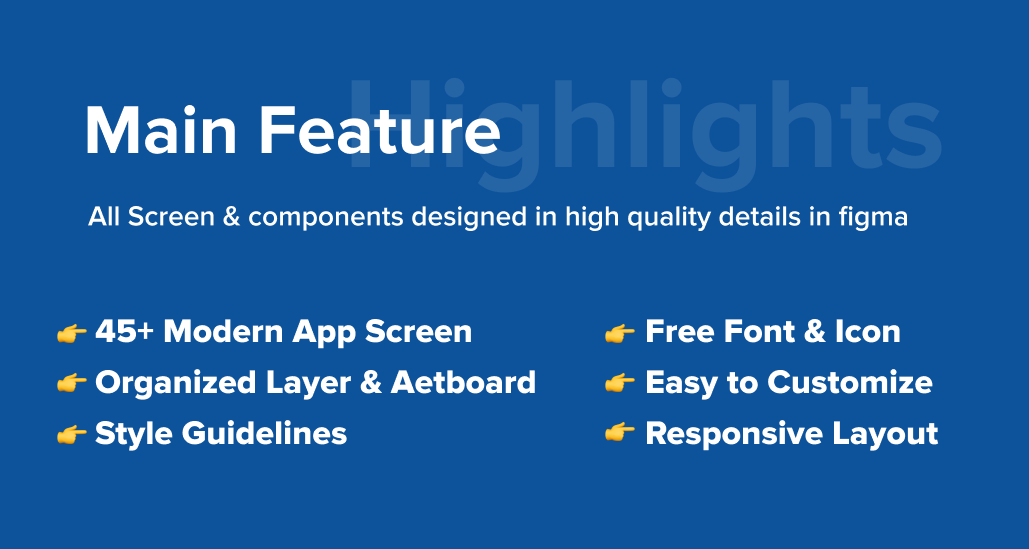 Highlights
Main Feature
All Screen & components designed in high quality details in figma
👉 45+ Modern App Screen
👉 Organized Layer & Aetboard
👉 Style Guidelines
👉 Free Font & Icon
👉 Easy to Customize
👉 Responsive Layout